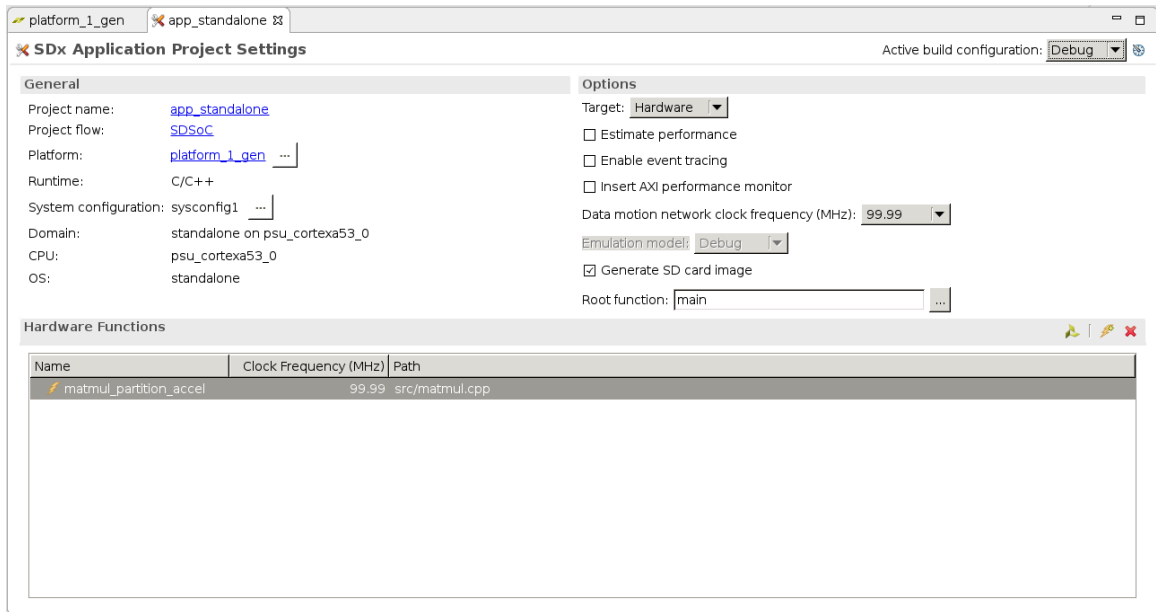 platform_1_gen app_standalone
SDx Application Project Settings Active build configuration: Debug
General
Project name: app_standalone
Project flow: SDSoC
Platform: platform_1_gen ...
Runtime: C/C++
System configuration: sysconfig1 ...
Domain: standalone on psu_cortexa53_0
CPU: psu_cortexa53_0
OS: standalone
Options
Target: Hardware
Estimate performance
Enable event tracing
Insert AXI performance monitor
Data motion network clock frequency (MHz): 99.99
Emulation model: Debug
Generate SD card image
Root function: main ...
Hardware Functions
Name Clock Frequency (MHz) Path
matmul_partition_accel 99.99 src/matmul.cpp